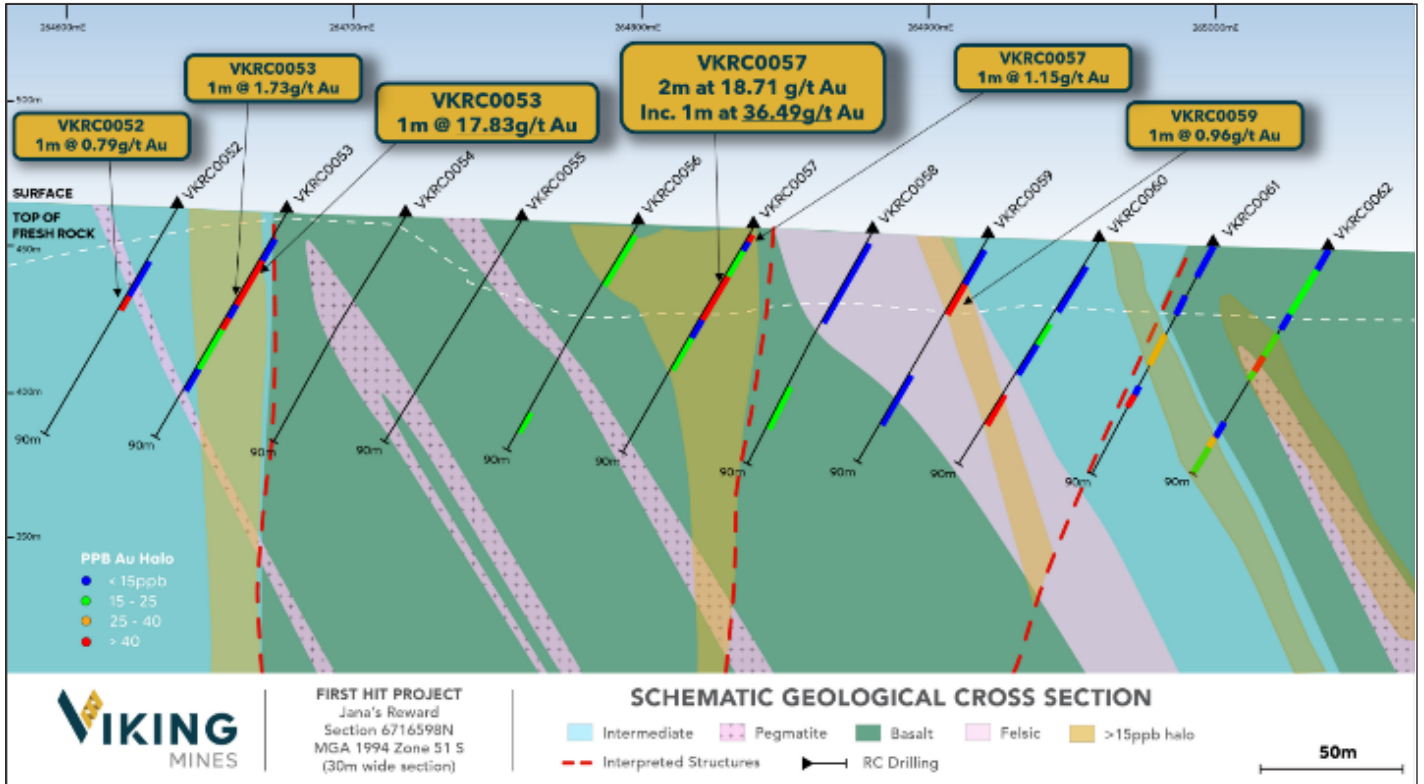 264600mE
264700mE
264800mE
264900mE
265000mE
VKRC0053
1m @ 1.73g/t Au
VKRC0057
2m at 18.71 g/t Au
Inc. 1m at 36.49g/t Au
VKRC0057
1m @ 1.15g/t Au
VKRC0053
1m @ 17.83g/t Au
500m
VKRC0052
1m @ 0.79g/t Au
VKRC0059
1m @ 0.96g/t Au
VKRC0052
VKRC0053
VKRC0054
VKRC0055
VKRC0056
VKRC0057
VKRC0058
VKRC0059
VKRC0060
VKRC0061
VKRC0062
SURFACE
TOP OF
FRESH ROCK
450m
400m
90m
90m
90m
90m
90m
90m
90m
90m
90m
90m
90m
350m
PPB Au Halo
< 15ppb
15 - 25
25 - 40
> 40
VIKING
MINES
FIRST HIT PROJECT
Jana's Reward
Section 6716598N
MGA 1994 Zone 51 S
(30m wide section)
SCHEMATIC GEOLOGICAL CROSS SECTION
Intermediate
Pegmatite
Basalt
Felsic
>15ppb halo
Interpreted Structures
RC Drilling
50m